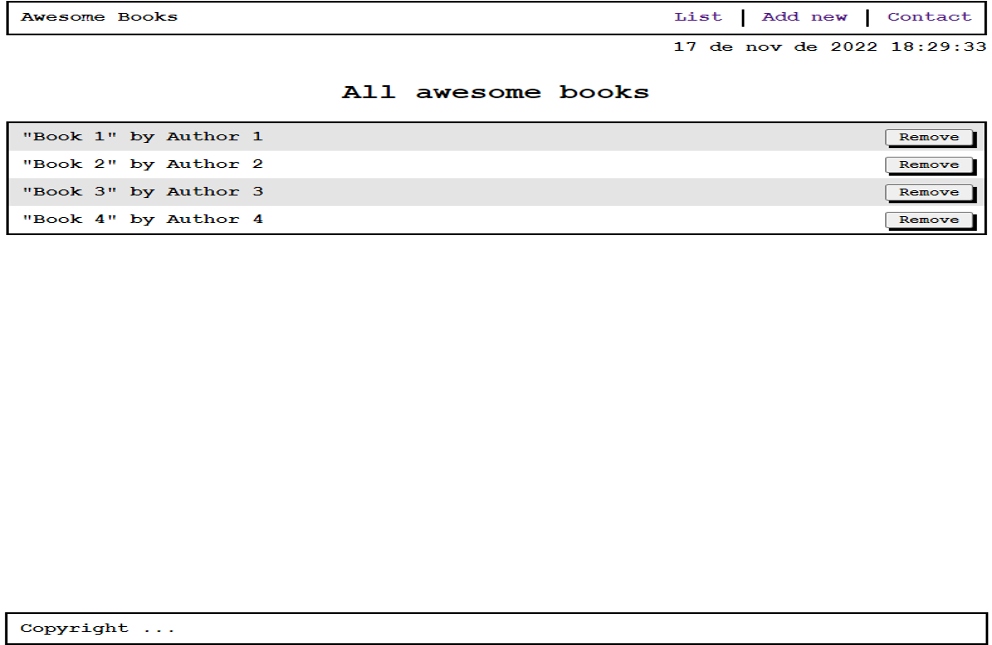 Awesome Books List | Add new | Contact
17 de nov de 2022 18:29:33
All awesome books
"Book 1" by Author 1 Remove
"Book 2" by Author 2 Remove
"Book 3" by Author 3 Remove
"Book 4" by Author 4 Remove
Copyright ...